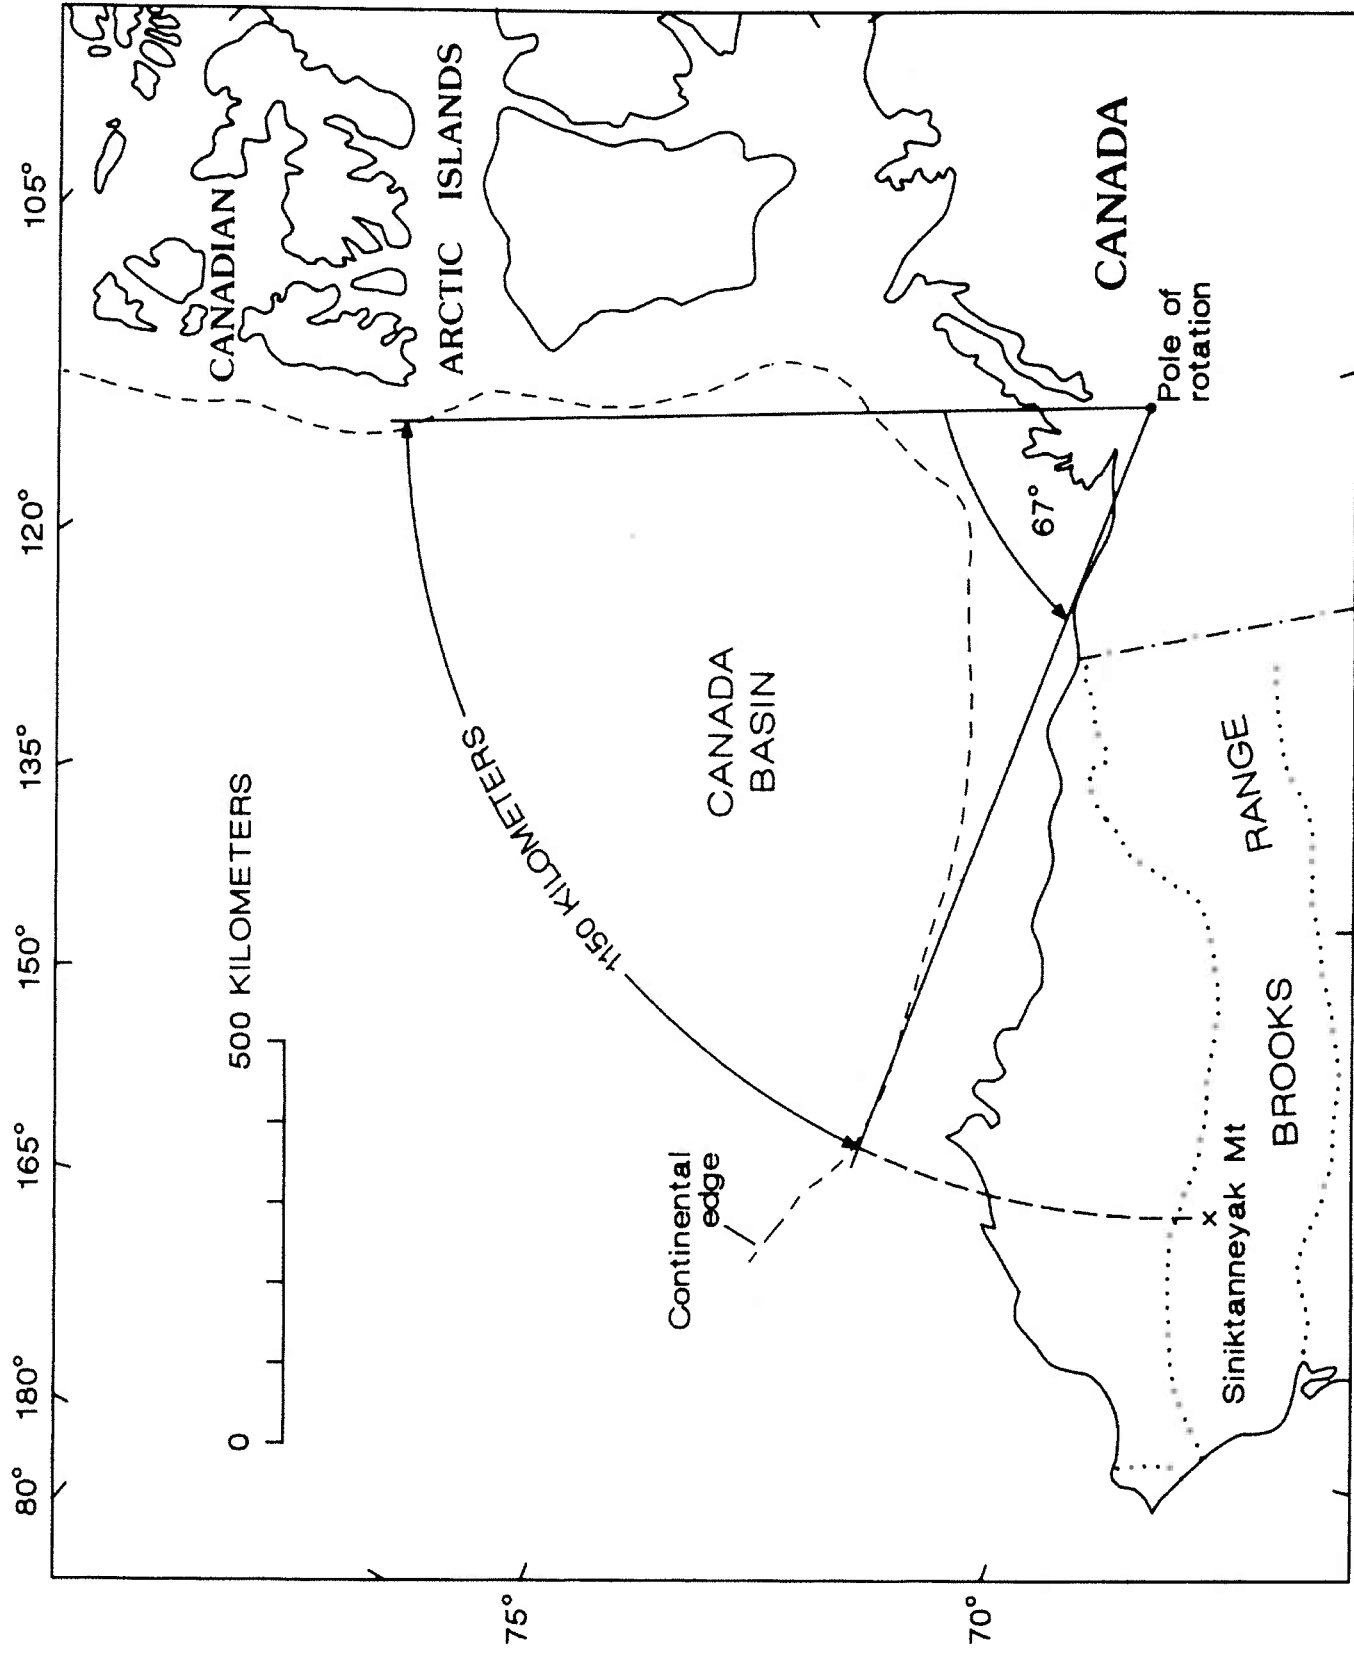 80°
180°
165°
150°
135°
120°
105°
75°
70°
0
500 KILOMETERS
CANADIAN
ARCTIC ISLANDS
1150 KILOMETERS
CANADA
BASIN
Continental
edge
67°
CANADA
Pole of
rotation
1
x
Siniktanneyak Mt
BROOKS
RANGE